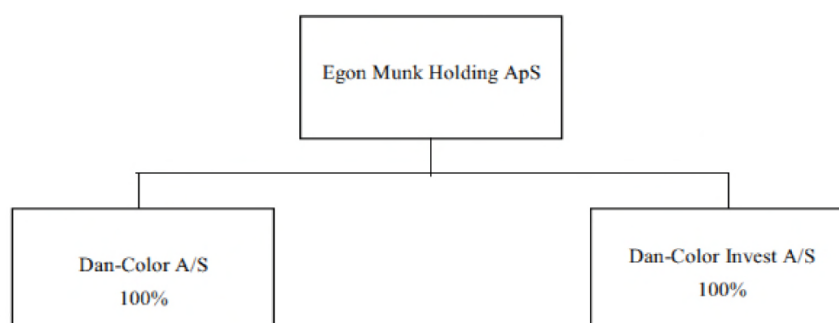 Egon Munk Holding ApS
Dan-Color A/S
100%
Dan-Color Invest A/S
100%